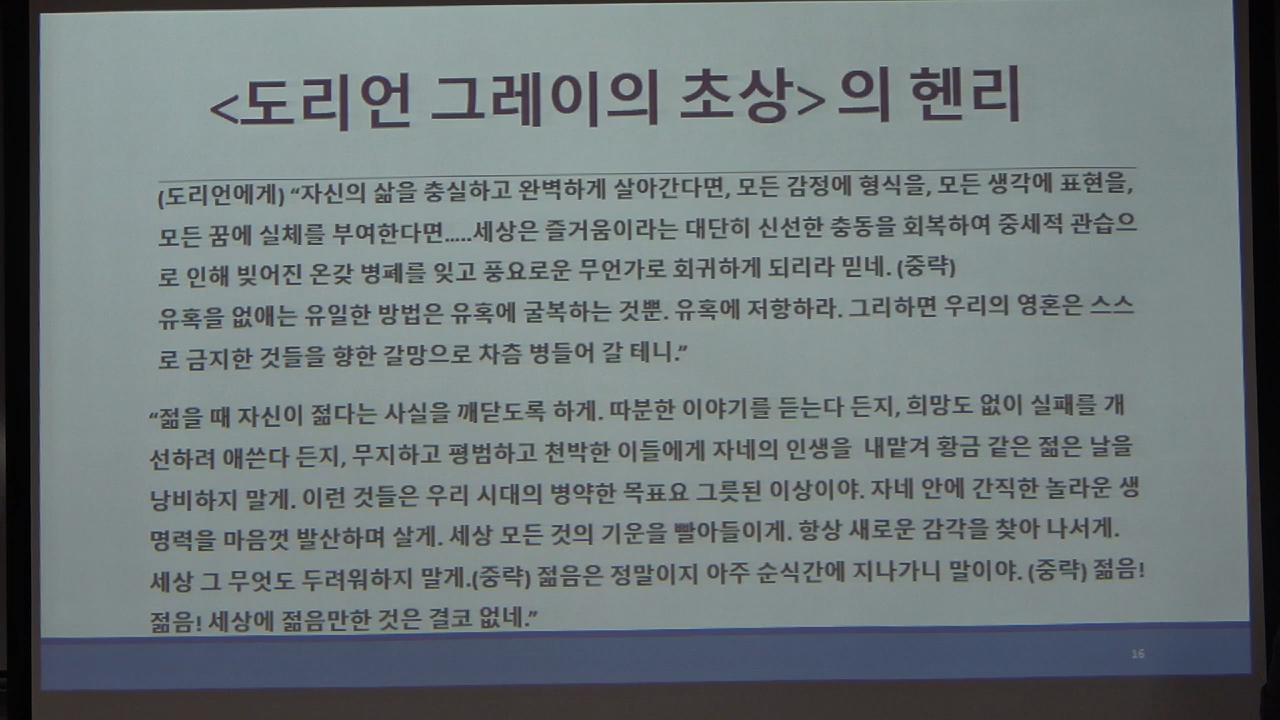 <도리언 그레이의 초상> 의 헨리
(도리언에게) “자신의 삶을 충실하고 완벽하게 살아간다면, 모든 감정에 형식을, 모든 생각에 표현을,
모든 꿈에 실체를 부여한다면…..세상은 즐거움이라는 대단히 신선한 충동을 회복하여 중세적 관습으
로 인해 빚어진 온갖 병폐를 잊고 풍요로운 무언가로 회귀하게 되리라 믿네. (중략)
유혹을 없애는 유일한 방법은 유혹에 굴복하는 것뿐. 유혹에 저항하라. 그리하면 우리의 영혼은 스스
로 금지한 것들을 향한 갈망으로 차츰 병들어 갈 테니.”
“젊을 때 자신이 젊다는 사실을 깨닫도록 하게. 따분한 이야기를 듣는다 든지, 희망도 없이 실패를 개
선하려 애쓴다 든지, 무지하고 평범하고 천박한 이들에게 자네의 인생을 내맡겨 황금 같은 젊은 날을
낭비하지 말게. 이런 것들은 우리 시대의 병약한 목표요 그릇된 이상이야. 자네 안에 간직한 놀라운 생
명력을 마음껏 발산하며 살게. 세상 모든 것의 기운을 빨아들이게. 항상 새로운 감각을 찾아 나서게.
세상 그 무엇도 두려워하지 말게.(중략) 젊음은 정말이지 아주 순식간에 지나가니 말이야. (중략) 젊음!
젊음! 세상에 젊음만한 것은 결코 없네.”
16